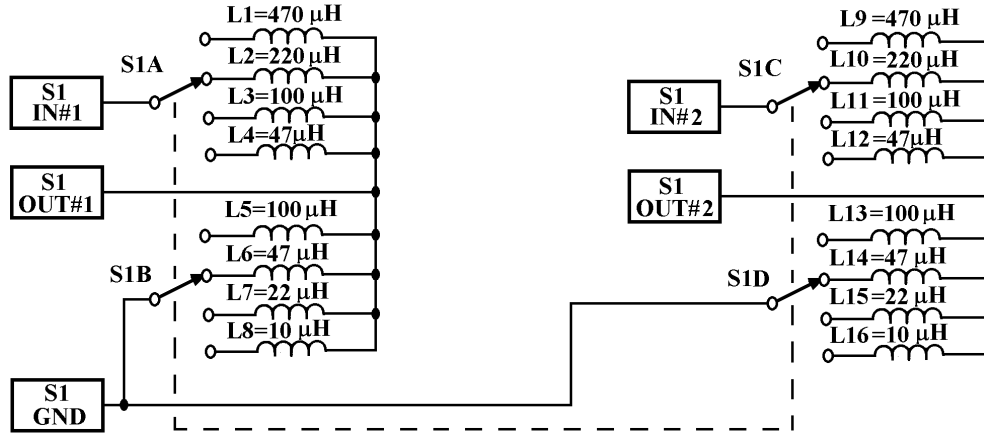 L1=470 μH
L2=220 μH
S1A
L3=100 μH
S1
IN#1
L4=47μH
S1
OUT#1
L5=100 μH
L6=47 μH
S1B
L7=22 μH
L8=10 μH
S1
GND
L9=470 μH
L10=220 μH
S1C
L11=100 μH
S1
IN#2
L12=47μH
S1
OUT#2
L13=100 μH
L14=47 μH
S1D
L15=22 μH
L16=10 μH